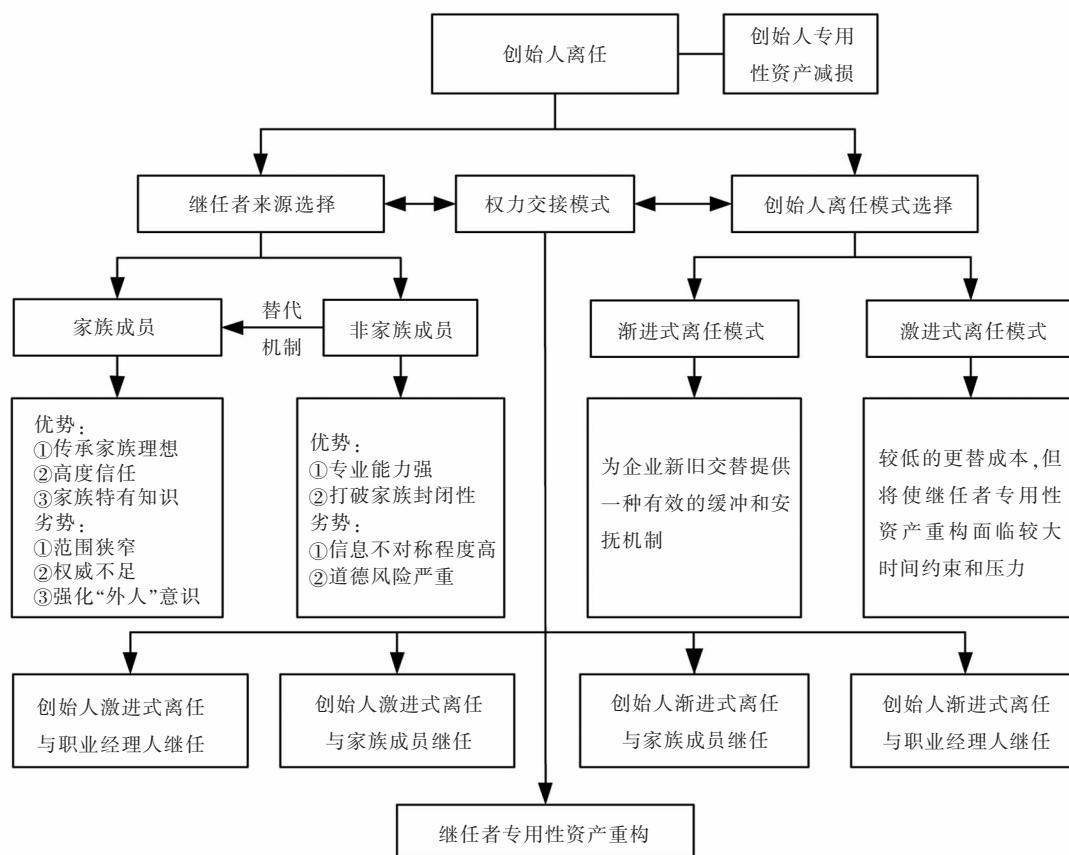 创始人离任
创始人专用
性资产减损
继任者来源选择
权力交接模式
创始人离任模式选择
家族成员
替代
机制
非家族成员
渐进式离任模式
激进式离任模式
优势：
①传承家族理想
②高度信任
③家族特有知识
劣势：
①范围狭窄
②权威不足
③强化“外人”意识
优势：
①专业能力强
②打破家族封闭性
劣势：
①信息不对称程度高
②道德风险严重
为企业新旧交替提供
一种有效的缓冲和安
抚机制
较低的更替成本,但
将使继任者专用性
资产重构面临较大
时间约束和压力
创始人激进式离任
与职业经理人继任
创始人激进式离任
与家族成员继任
创始人渐进式离任
与家族成员继任
创始人渐进式离任
与职业经理人继任
继任者专用性资产重构